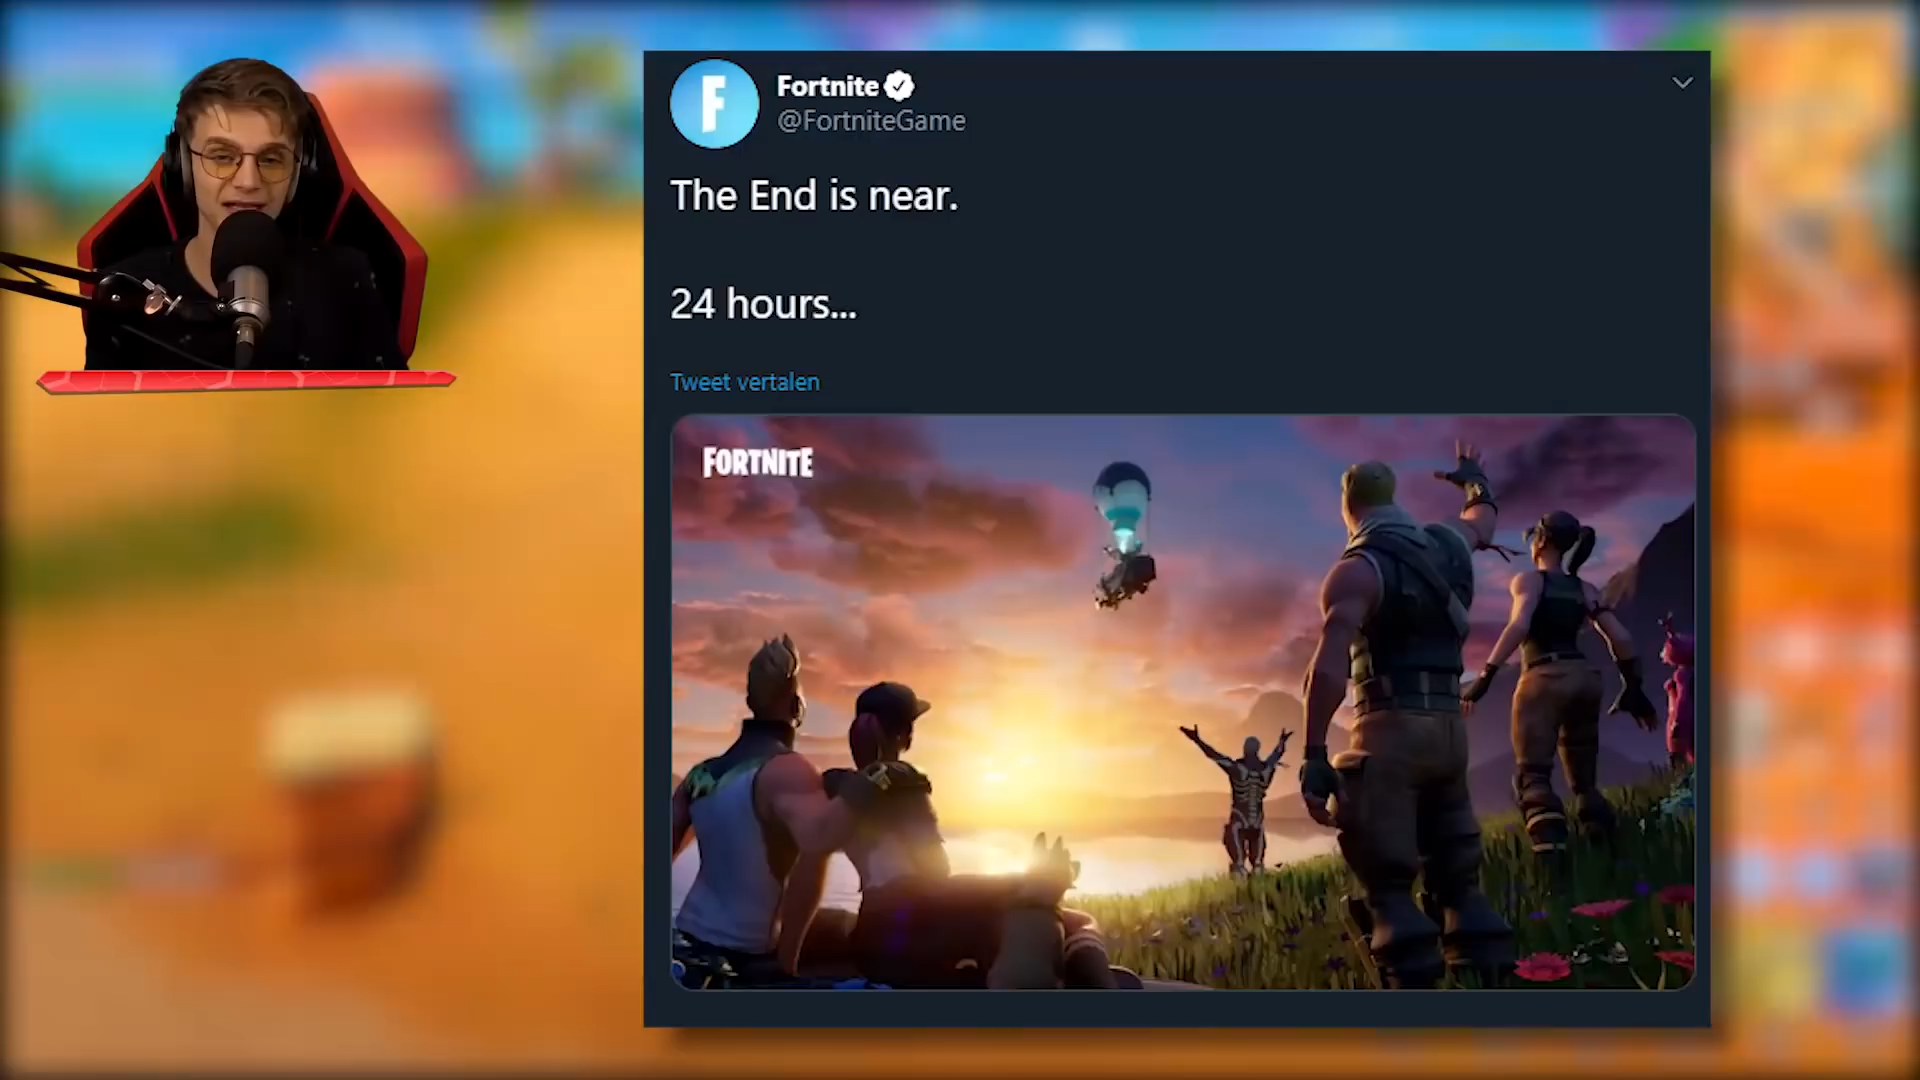 Fortnite
@FortniteGame
The End is near.
24 hours...
Tweet vertalen
FORTNITE